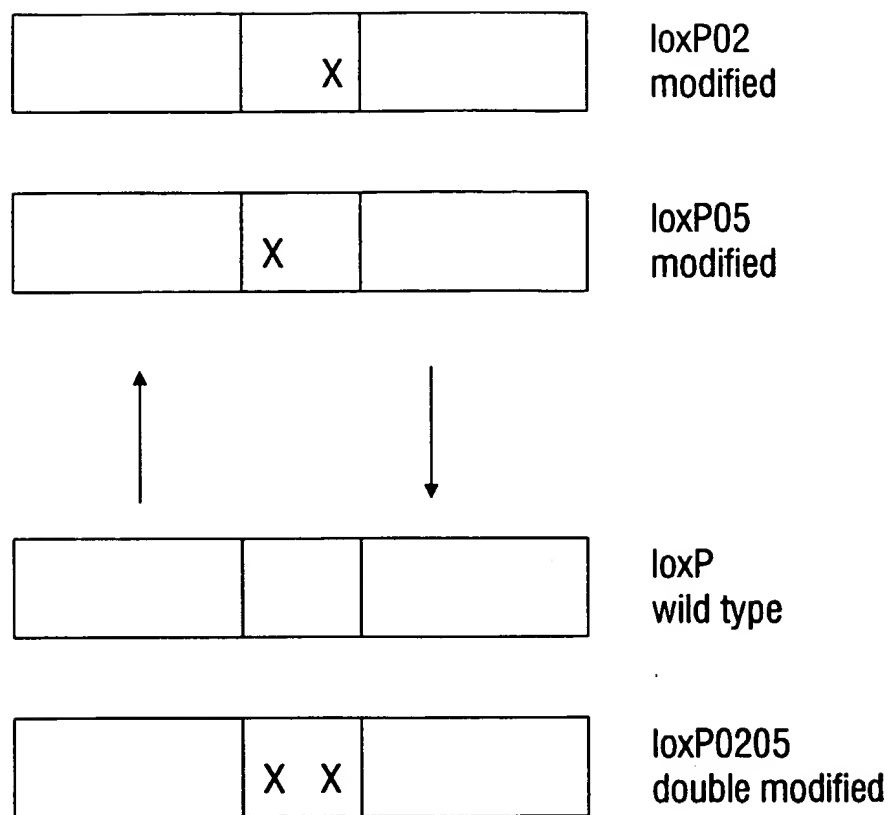 X
loxP02
modified
X
loxP05
modified
loxP
wild type
X X
loxP0205
double modified